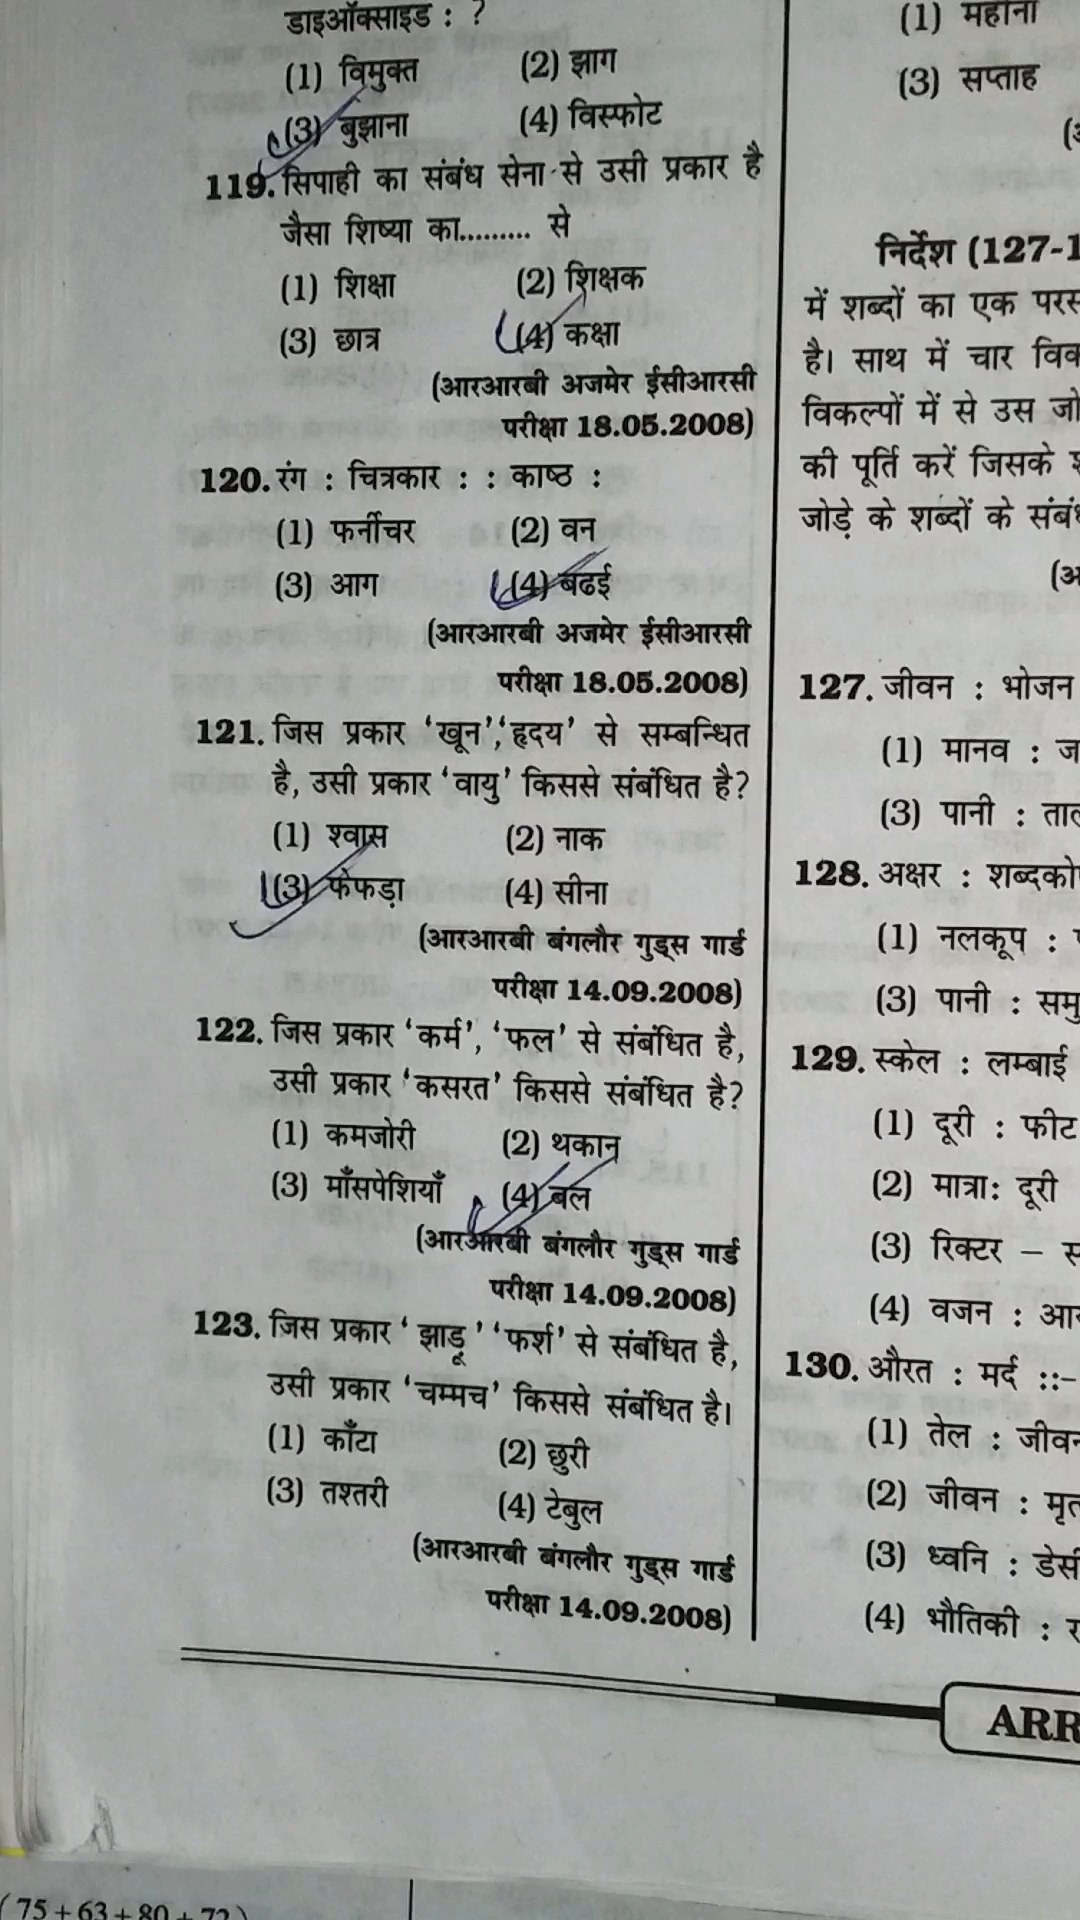 डाइऑक्साइड : ?
(1) विमुक्त (2) झाग
(3) बुझाना (4) विस्फोट
119. सिपाही का संबंध सेना से उसी प्रकार है
जैसा शिष्या का......... से
(1) शिक्षा (2) शिक्षक
(3) छात्र (4) कक्षा
(आरआरबी अजमेर ईसीआरसी
परीक्षा 18.05.2008)
120. रंग : चित्रकार : : काष्ठ :
(1) फर्नीचर (2) वन
(3) आग (4) बढई
(आरआरबी अजमेर ईसीआरसी
परीक्षा 18.05.2008)
121. जिस प्रकार ‘खून’,‘हृदय’ से सम्बन्धित
है, उसी प्रकार ‘वायु’ किससे संबंधित है?
(1) श्वास (2) नाक
(3) फेफड़ा (4) सीना
(आरआरबी बंगलौर गुड्स गार्ड
परीक्षा 14.09.2008)
122. जिस प्रकार ‘कर्म’, ‘फल’ से संबंधित है,
उसी प्रकार ‘कसरत’ किससे संबंधित है?
(1) कमजोरी (2) थकान
(3) माँसपेशियाँ (4) बल
(आरआरबी बंगलौर गुड्स गार्ड
परीक्षा 14.09.2008)
123. जिस प्रकार ‘ झाडू ’ ‘फर्श’ से संबंधित है,
उसी प्रकार ‘चम्मच’ किससे संबंधित है।
(1) काँटा (2) छुरी
(3) तश्तरी (4) टेबुल
(आरआरबी बंगलौर गुड्स गार्ड
परीक्षा 14.09.2008)
(1) महीना
(3) सप्ताह
निर्देश (127-1
में शब्दों का एक
है। साथ में चार
विकल्पों में से उस
की पूर्ति करें जिसके
जोड़े के शब्दों के
127. जीवन : भोजन
(1) मानव :
(3) पानी :
128. अक्षर :
(1) नलकूप :
(3) पानी :
129. स्केल : लम्बाई
(1) दूरी : फीट
(2) मात्रा: दूरी
(3) रिक्टर –
(4) वजन :
130. औरत : मर्द ::-
(1) तेल :
(2) जीवन :
(3) ध्वनि :
(4) भौतिकी :
ARR
( 75 + 63 + 80 + 72 )